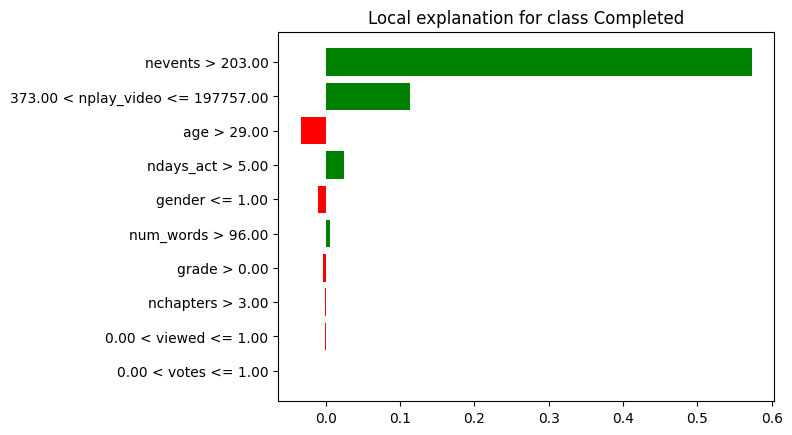 Local explanation for class Completed
nevents > 203.00
373.00 < nplay_video <= 197757.00
age > 29.00
ndays_act > 5.00
gender <= 1.00
num_words > 96.00
grade > 0.00
nchapters > 3.00
0.00 < viewed <= 1.00
0.00 < votes <= 1.00
0.0 0.1 0.2 0.3 0.4 0.5 0.6